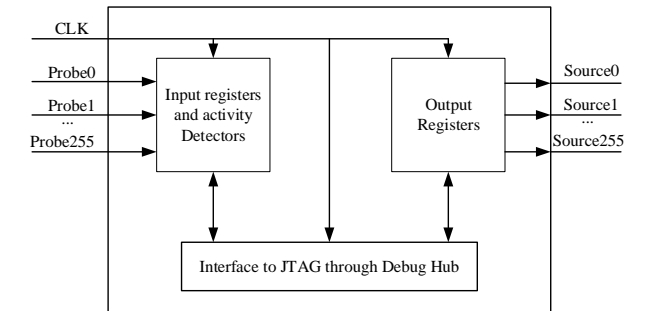 CLK
Probe0
Probe1
...
Probe255
Input registers
and activity
Detectors
Output
Registers
Source0
Source1
...
Source255
Interface to JTAG through Debug Hub